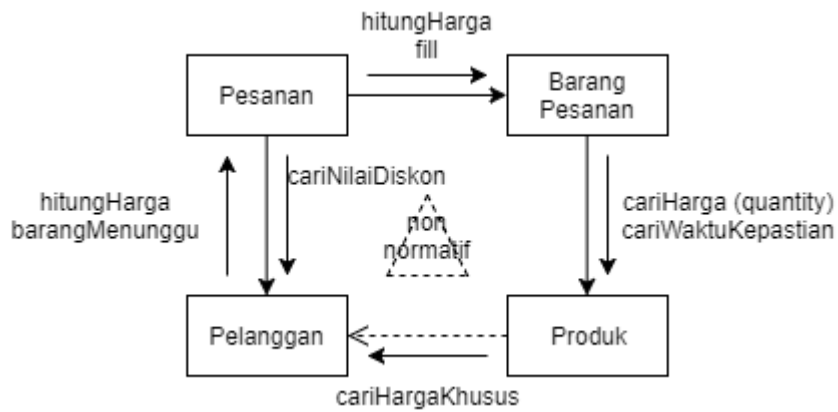 hitungHarga
fill
Pesanan
Barang
Pesanan
cariNilaiDiskon
hitungHarga
barangMenunggu
non
normatif
cariHarga (quantity)
cariWaktuKepastian
Pelanggan
Produk
cariHargaKhusus